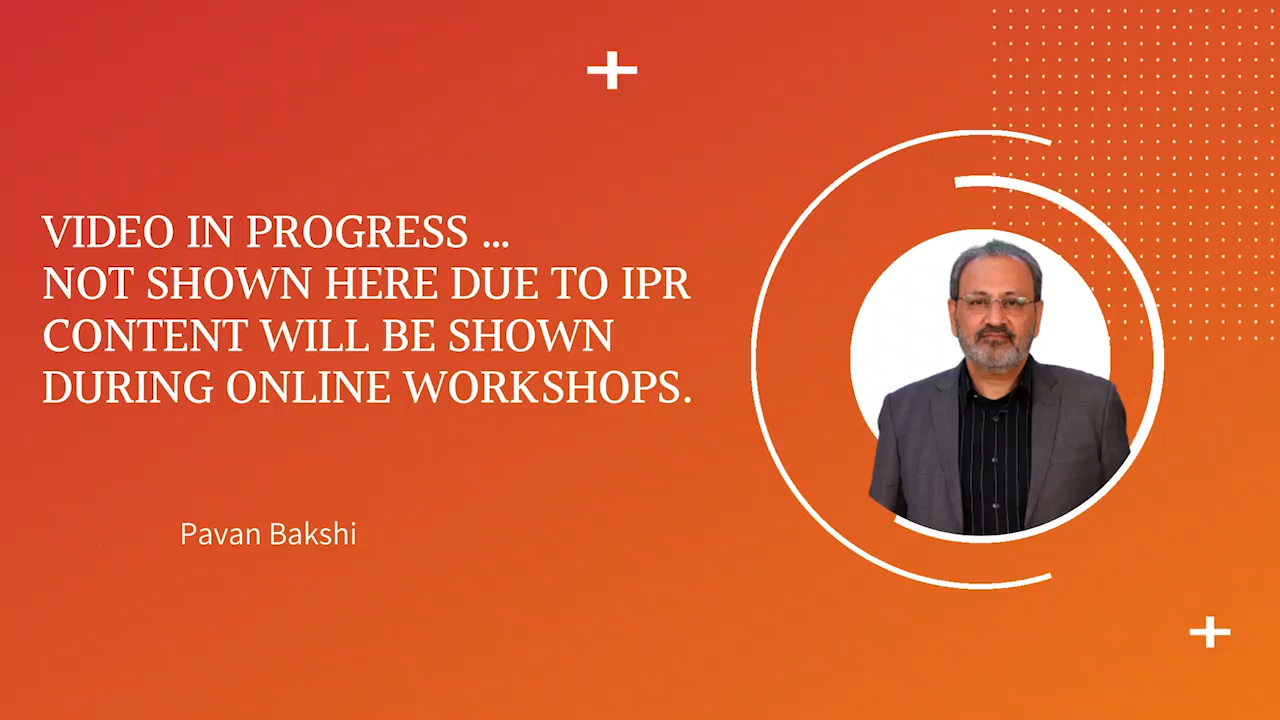 VIDEO IN PROGRESS ...
NOT SHOWN HERE DUE TO IPR
CONTENT WILL BE SHOWN
DURING ONLINE WORKSHOPS.
Pavan Bakshi